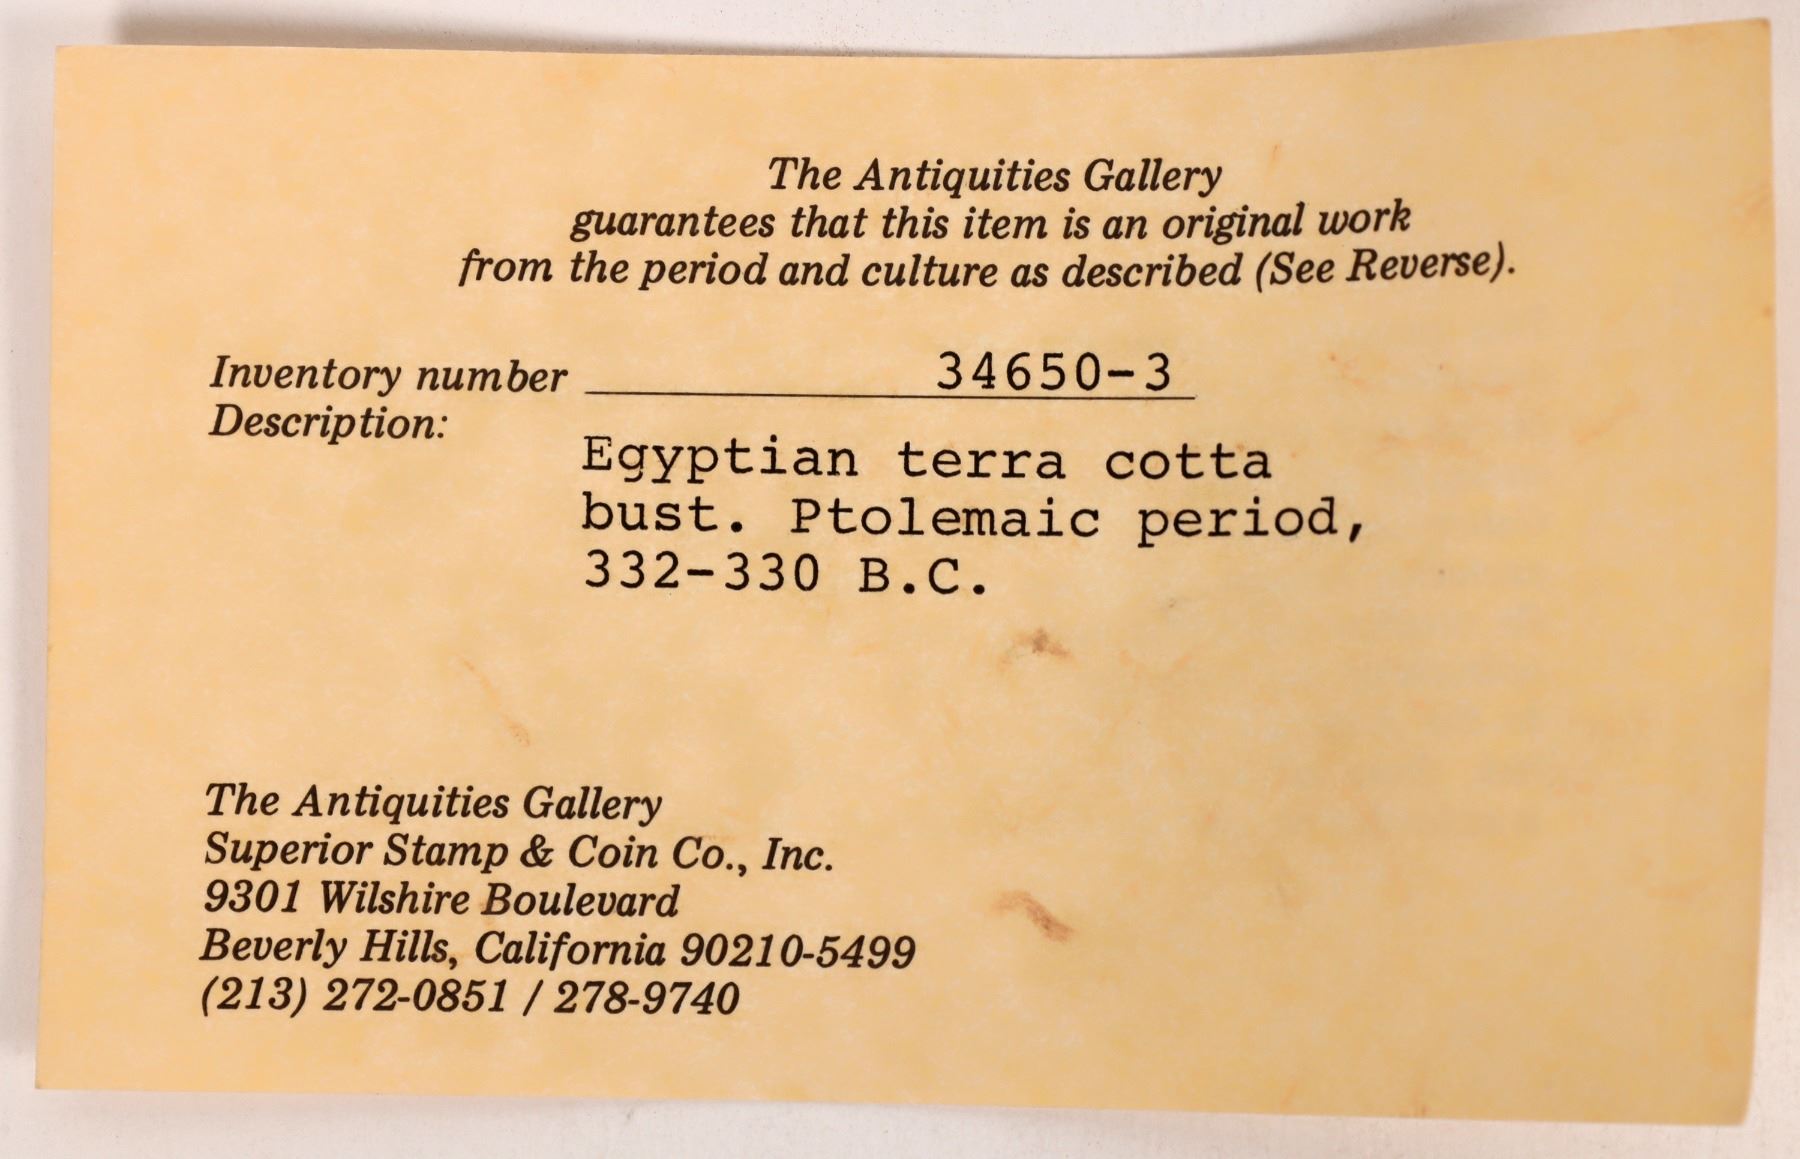 The Antiquities Gallery
guarantees that this item is an original work
from the period and culture as described (See Reverse).
Inventory number 34650-3
Description:
Egyptian terra cotta
bust. Ptolemaic period,
332-330 B.C.
The Antiquities Gallery
Superior Stamp & Coin Co., Inc.
9301 Wilshire Boulevard
Beverly Hills, California 90210-5499
(213) 272-0851 / 278-9740